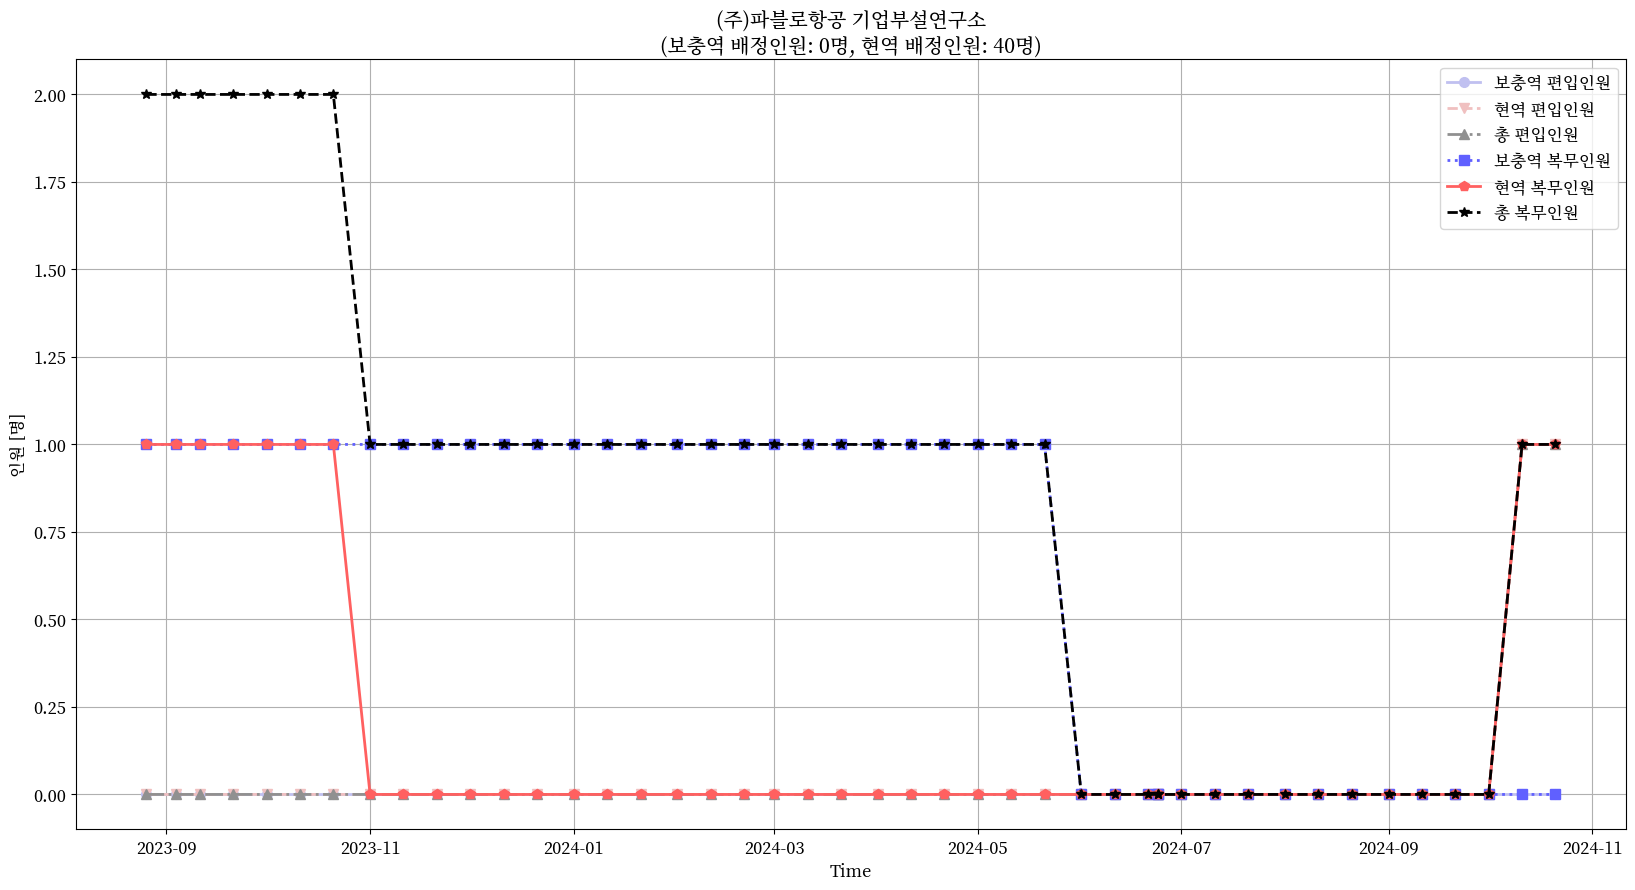 (주)파블로항공 기업부설연구소
(보충역 배정인원: 0명, 현역 배정인원: 40명)
보충역 편입인원
현역 편입인원
총 편입인원
보충역 복무인원
현역 복무인원
총 복무인원
인원 [명]
2.00
1.75
1.50
1.25
1.00
0.75
0.50
0.25
0.00
2023-09 2023-11 2024-01 2024-03 2024-05 2024-07 2024-09 2024-11
Time